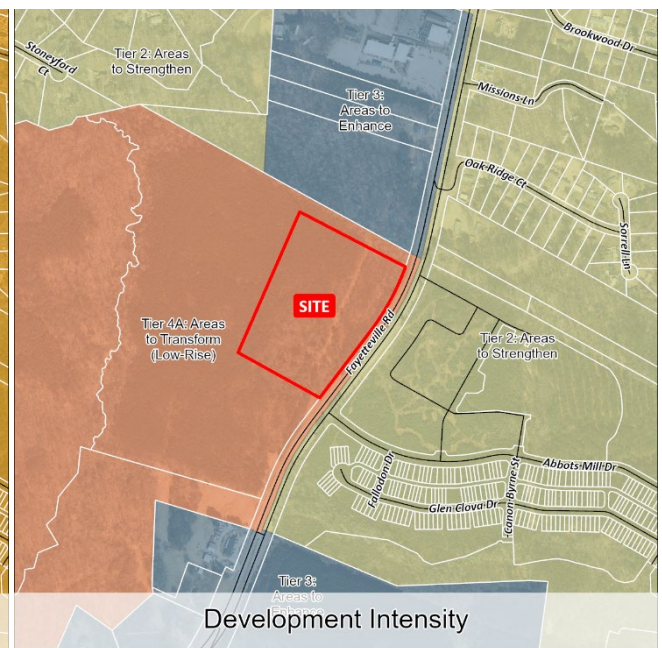 Brookwood Dr
Stoneyford
Ct
Tier 2: Areas
to Strengthen
Tier 3:
Areas to
Enhance
Missions Ln
Oak Ridge Ct
Sorrell Ln
SITE
Tier 4A: Areas
to Transform
(Low-Rise)
Fayetteville Rd
Tier 2: Areas
to Strengthen
Abbots Mill Dr
Failodon Dr
Glen Clova Dr
Canon Byrne St
Tier 3:
Areas to
Enhance
Development Intensity